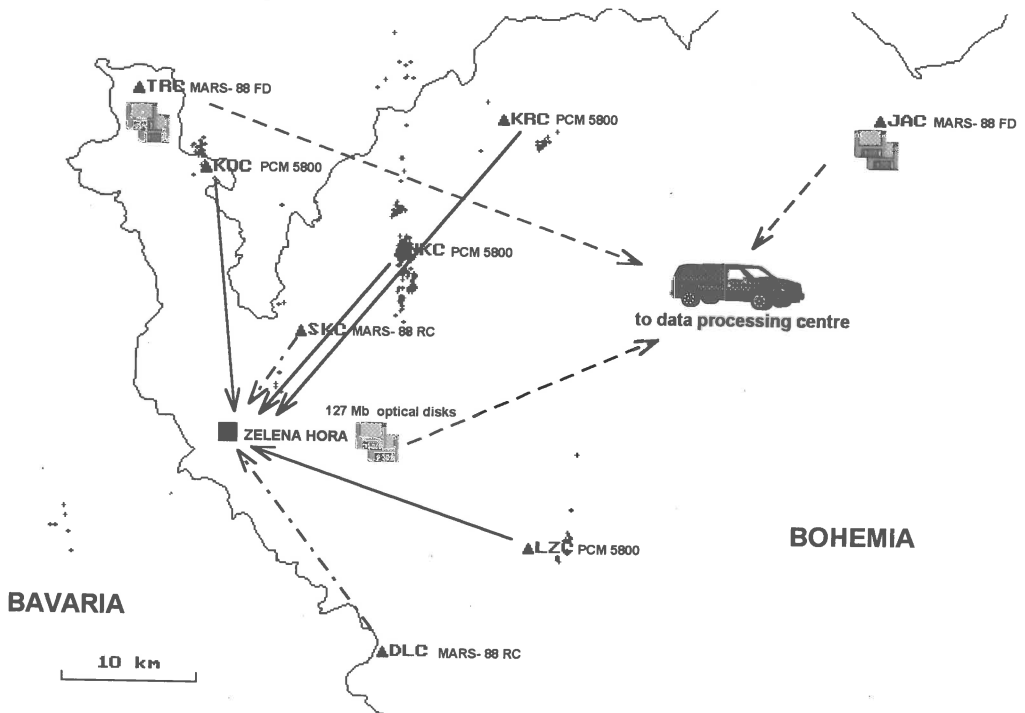 TRC MARS- 88 FD
KRC PCM 5800
JAC MARS- 88 FD
KOC PCM 5800
NKC PCM 5800
to data processing centre
SKC MARS- 88 RC
127 Mb optical disks
ZELENA HORA
LZC PCM 5800
BOHEMIA
BAVARIA
DLC MARS- 88 RC
10 km